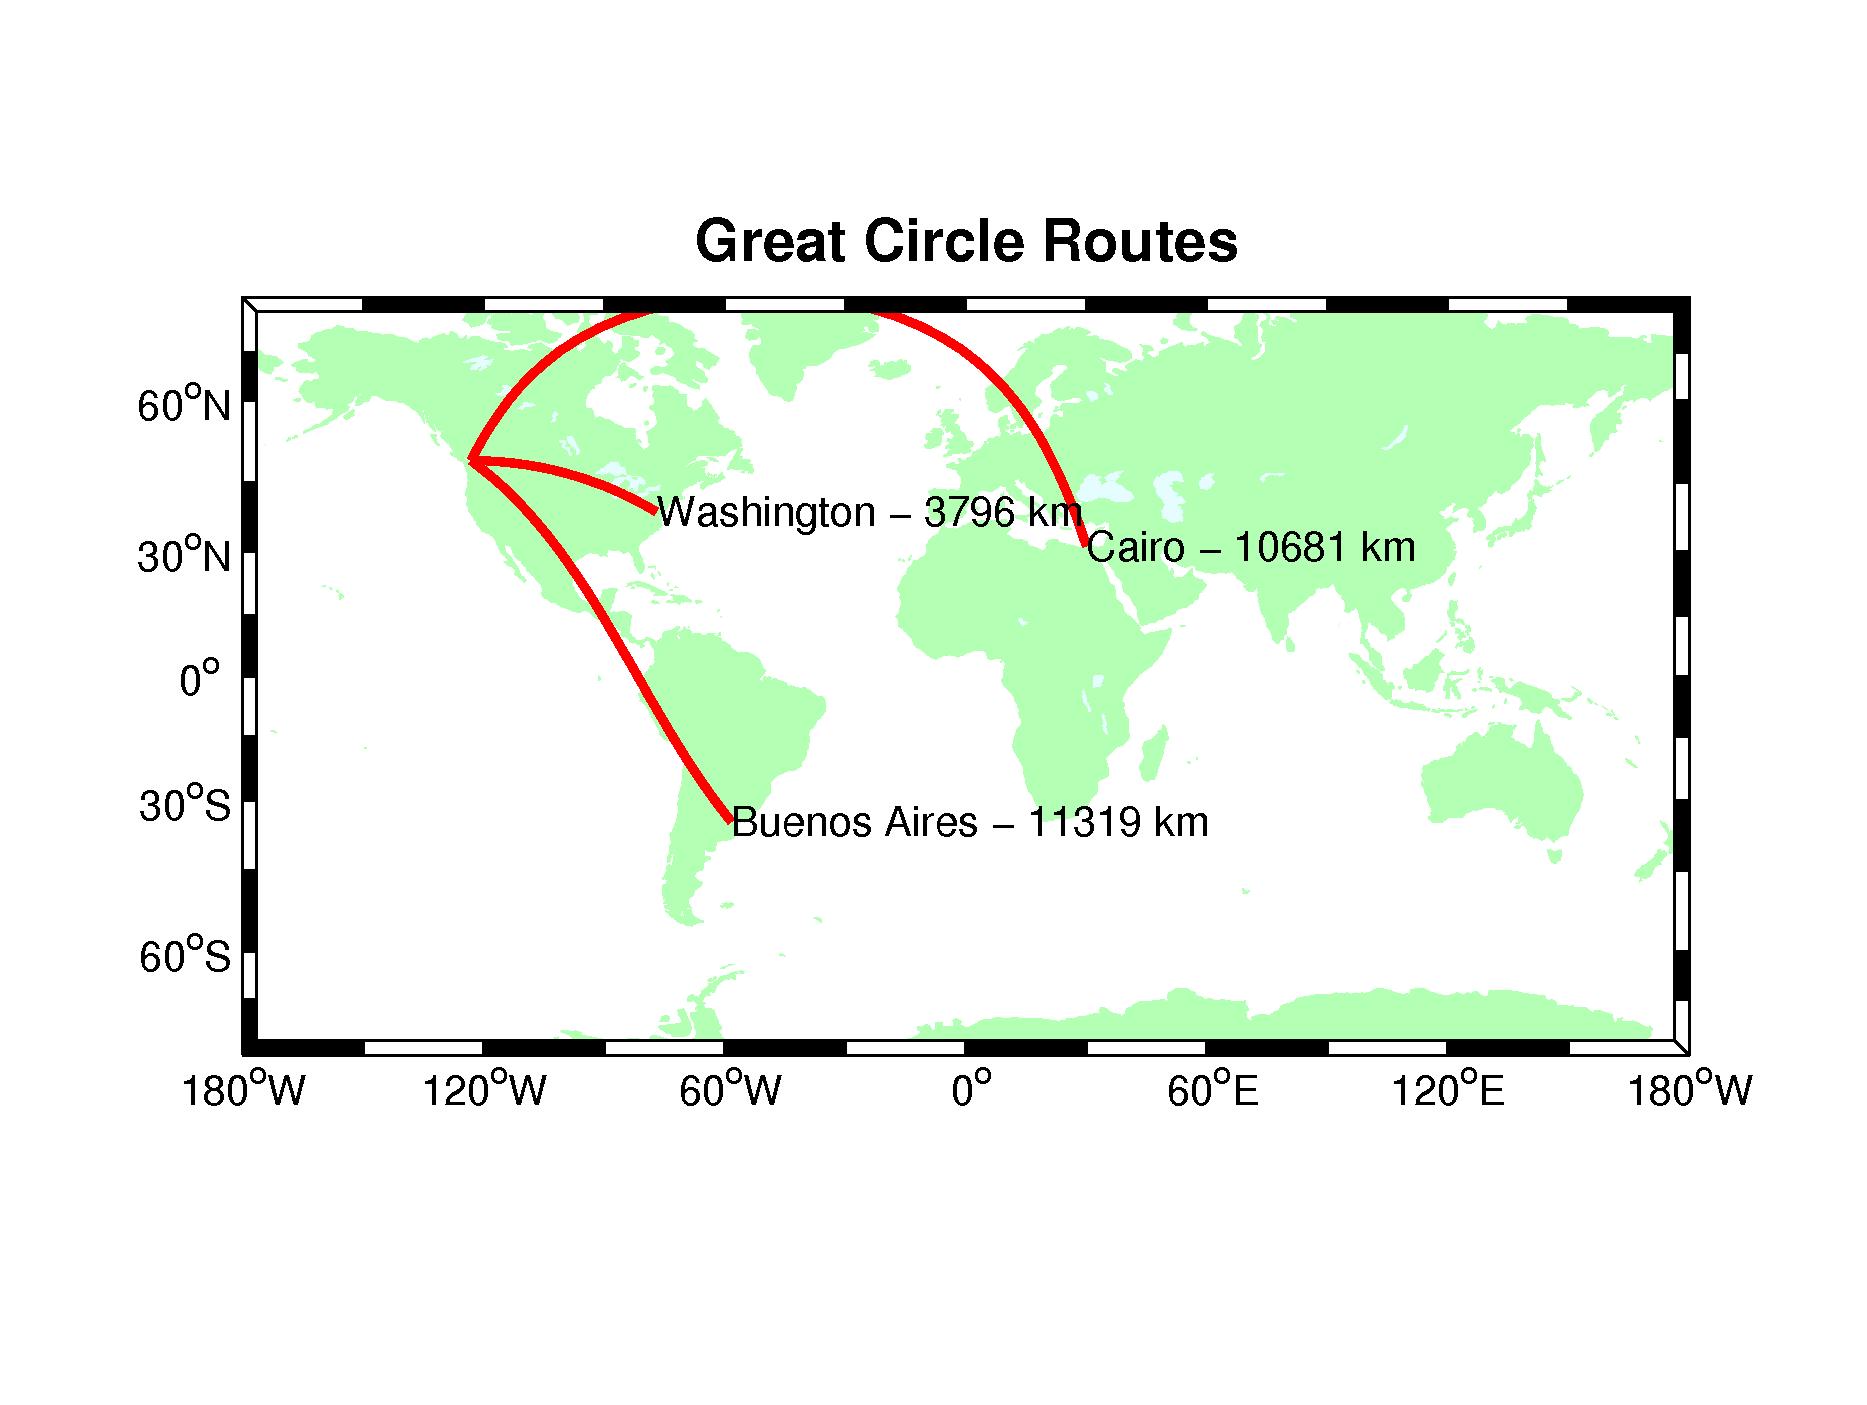 Great Circle Routes
60°N
Washington – 3796 km
30°N
Cairo – 10681 km
0°
30°S
Buenos Aires – 11319 km
60°S
180°W 120°W 60°W 0° 60°E 120°E 180°W